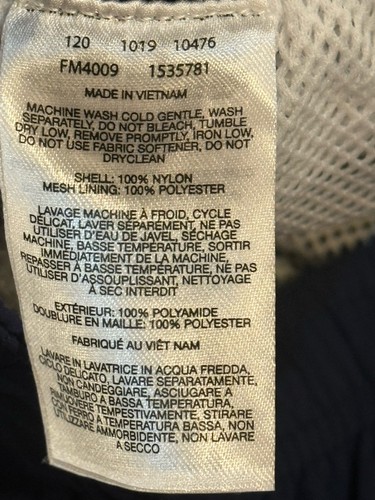 120 1019 10476
FM4009 1535781
MADE IN VIETNAM
MACHINE WASH COLD GENTLE, WASH
SEPARATELY, DO NOT BLEACH, TUMBLE
DRY LOW, REMOVE PROMPTLY, IRON LOW,
DO NOT USE FABRIC SOFTENER, DO NOT
DRYCLEAN
SHELL: 100% NYLON
MESH LINING: 100% POLYESTER
LAVAGE MACHINE À FROID, CYCLE
DÉLICAT, LAVER SÉPAREMENT, NE PAS
UTILISER D'EAU DE JAVEL, SÉCHAGE
MACHINE, BASSE TEMPÉRATURE, SORTIR
IMMÉDIATEMENT DE LA MACHINE,
REPASSER À BASSE TEMPÉRATURE, NE PAS
UTILISER D'ASSOUPLISSANT, NETTOYAGE
À SEC INTERDIT
EXTÉRIEUR: 100% POLYAMIDE
DOUBLURE EN MAILLE: 100% POLYESTER
FABRIQUÉ AU VIÊT NAM
LAVARE IN LAVATRICE IN ACQUA FREDDA,
CICLO DELICATO, LAVARE SEPARATAMENTE,
NON CANDEGGIARE, ASCIUGARE A
TAMBURO A BASSA TEMPERATURA,
RIMUOVERE TEMPESTIVAMENTE, STIRARE
CON FERRO A TEMPERATURA BASSA, NON
UTILIZZARE AMMORBIDENTE, NON LAVARE
A SECCO